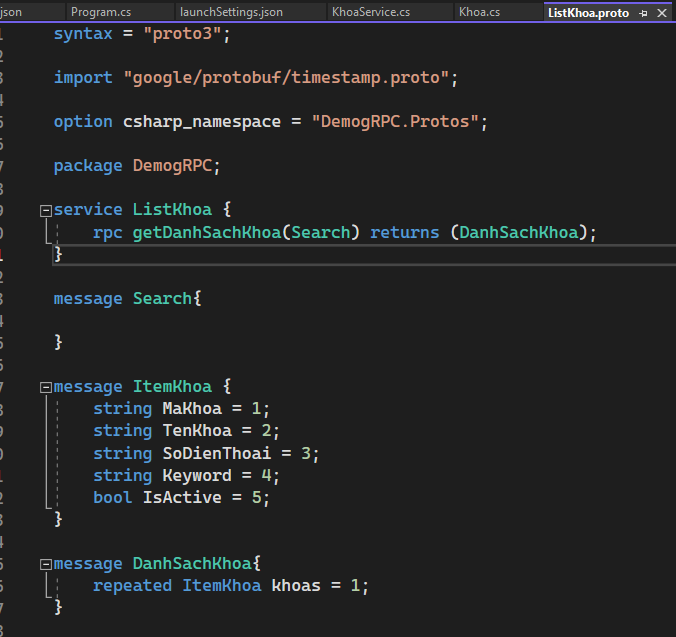 json Program.cs launchSettings.json KhoaService.cs Khoa.cs ListKhoa.proto
syntax = "proto3";
import "google/protobuf/timestamp.proto";
option csharp_namespace = "DemogRPC.Protos";
package DemogRPC;
service ListKhoa {
rpc getDanhSachKhoa(Search) returns (DanhSachKhoa);
}
message Search{
}
message ItemKhoa {
string MaKhoa = 1;
string TenKhoa = 2;
string SoDienThoai = 3;
string Keyword = 4;
bool IsActive = 5;
}
message DanhSachKhoa{
repeated ItemKhoa khoas = 1;
}